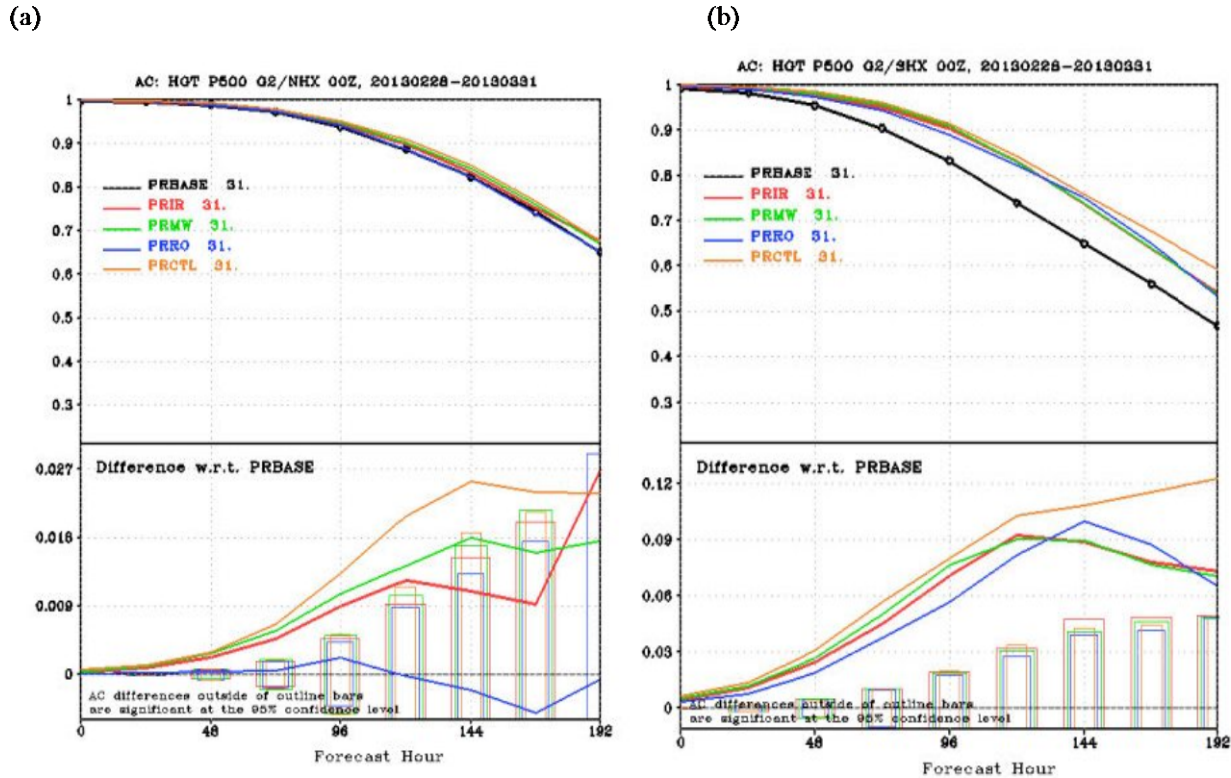 (a)
(b)
AC: HGT P500 G2/NHX 00Z, 20130228-20130331
1
0.9
0.8
0.7
0.6
0.5
0.4
0.3
PRBASE 31.
PRIR 31.
PRMW 31.
PRRO 31.
PRCTL 31.
Difference w.r.t. PRBASE
0.027
0.018
0.009
0
AC differences outside of outline bars
are significant at the 95% confidence level
0
48
96
144
192
Forecast Hour
AC: HGT P500 G2/SHX 00Z, 20130228-20130331
1
0.9
0.8
0.7
0.6
0.5
0.4
0.3
PRBASE 31.
PRIR 31.
PRMW 31.
PRRO 31.
PRCTL 31.
Difference w.r.t. PRBASE
0.12
0.09
0.06
0.03
0
AC differences outside of outline bars
are significant at the 95% confidence level
0
48
96
144
192
Forecast Hour